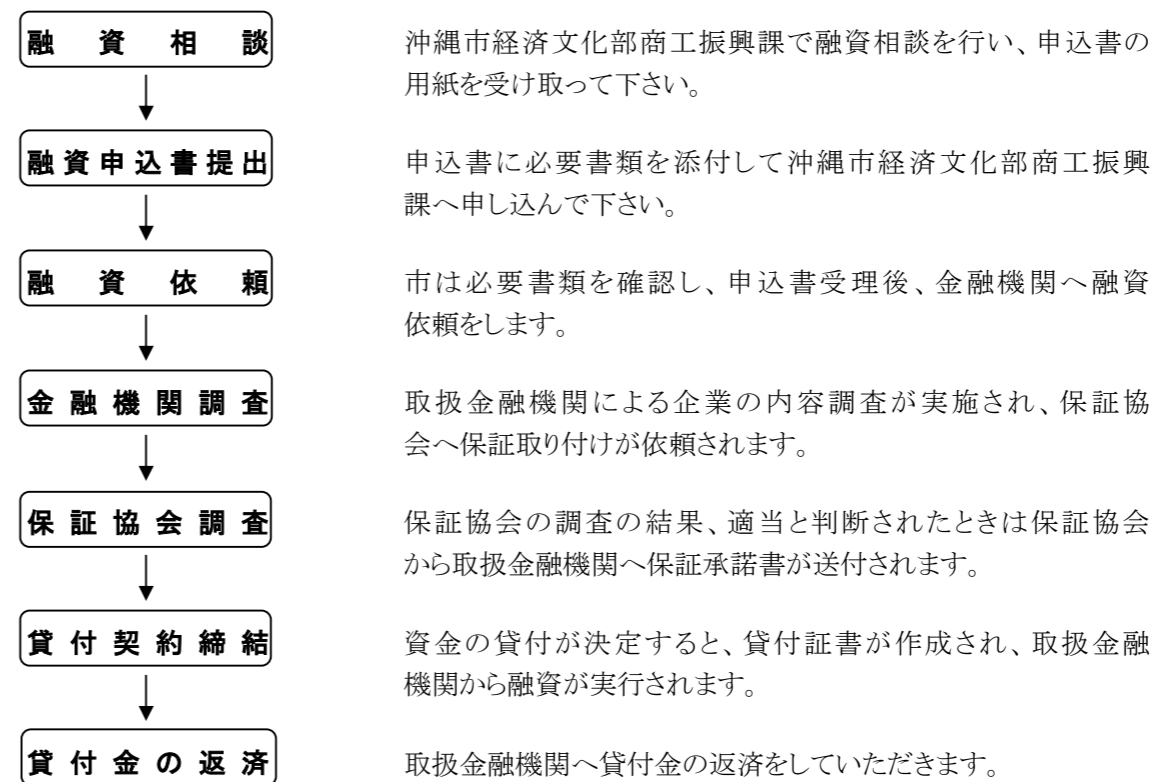 融資相談
沖縄市経済文化部商工振興課で融資相談を行い、申込書の
用紙を受け取って下さい。
融資申込書提出
申込書に必要書類を添付して沖縄市経済文化部商工振興
課へ申し込んで下さい。
融資依頼
市は必要書類を確認し、申込書受理後、金融機関へ融資
依頼をします。
金融機関調査
取扱金融機関による企業の内容調査が実施され、保証協
会へ保証取り付けが依頼されます。
保証協会調査
保証協会の調査の結果、適当と判断されたときは保証協会
から取扱金融機関へ保証承諾書が送付されます。
貸付契約締結
資金の貸付が決定すると、貸付証書が作成され、取扱金融
機関から融資が実行されます。
貸付金の返済
取扱金融機関へ貸付金の返済をしていただきます。